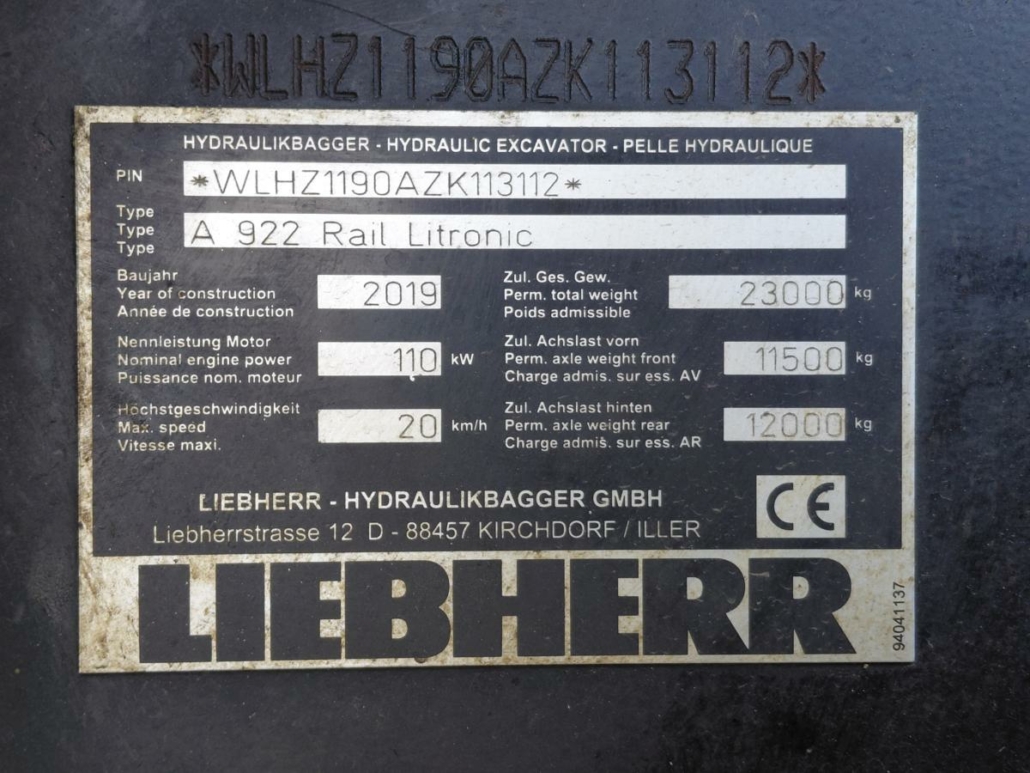 *WLHZ1190AZK113112*
HYDRAULIKBAGGER - HYDRAULIC EXCAVATOR - PELLE HYDRAULIQUE
PIN *WLHZ1190AZK113112*
Type
Type A 922 Rail Litronic
Type
Baujahr
Year of construction 2019
Année de construction
Zul. Ges. Gew.
Perm. total weight 23000 kg
Poids admissible
Nennleistung Motor
Nominal engine power 110 kW
Puissance nom. moteur
Zul. Achslast vorn
Perm. axle weight front 11500 kg
Charge admis. sur ess. AV
Höchstgeschwindigkeit
Max. speed 20 km/h
Vitesse maxi.
Zul. Achslast hinten
Perm. axle weight rear 12000 kg
Charge admis. sur ess. AR
LIEBHERR - HYDRAULIKBAGGER GMBH
Liebherrstrasse 12 D - 88457 KIRCHDORF / ILLER
CE
LIEBHERR
94041137